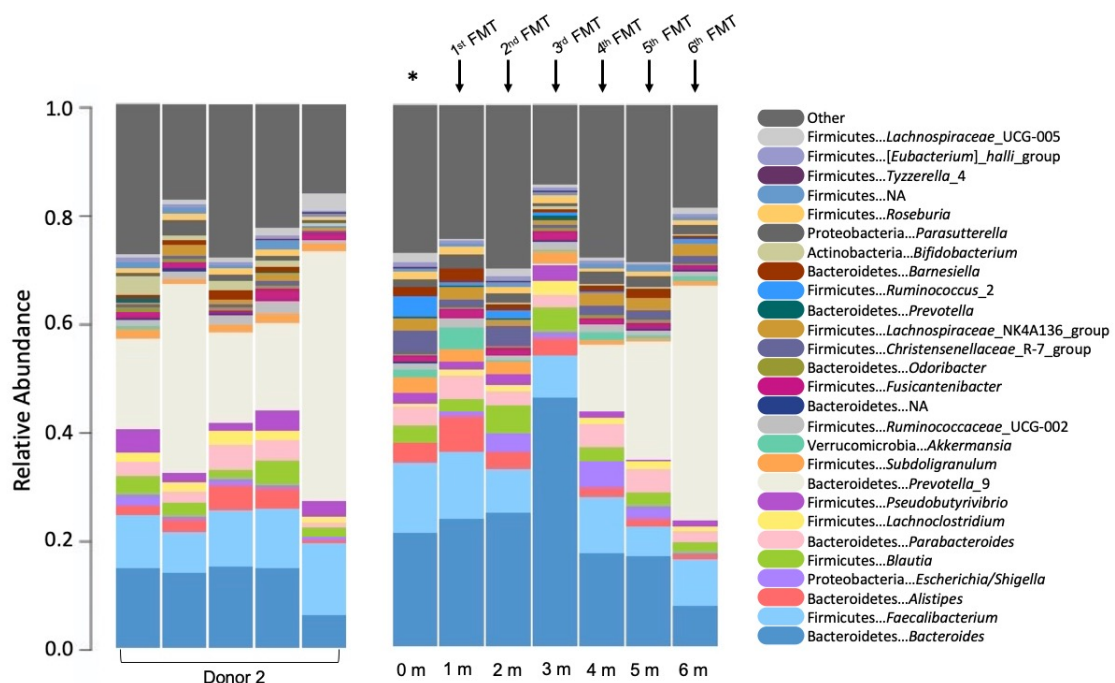 1st FMT
2nd FMT
3rd FMT
4th FMT
5th FMT
6th FMT
*
Relative Abundance
1.0
0.8
0.6
0.4
0.2
0.0
Donor 2
0 m
1 m
2 m
3 m
4 m
5 m
6 m
Other
Firmicutes...Lachnospiraceae_UCG-005
Firmicutes...[Eubacterium]_halli_group
Firmicutes...Tyzzerella_4
Firmicutes...NA
Firmicutes...Roseburia
Proteobacteria...Parasutterella
Actinobacteria...Bifidobacterium
Bacteroidetes...Barnesiella
Firmicutes...Ruminococcus_2
Bacteroidetes...Prevotella
Firmicutes...Lachnospiraceae_NK4A136_group
Firmicutes...Christensenellaceae_R-7_group
Bacteroidetes...Odoribacter
Firmicutes...Fusicantenibacter
Bacteroidetes...NA
Firmicutes...Ruminoccaceae_UCG-002
Verrucomicrobia...Akkermansia
Firmicutes...Subdoligranulum
Bacteroidetes...Prevotella_9
Firmicutes...Pseudobutyrivibrio
Firmicutes...Lachnoclostridium
Bacteroidetes...Parabacteroides
Firmicutes...Blautia
Proteobacteria...Escherichia/Shigella
Bacteroidetes...Alistipes
Firmicutes...Faecalibacterium
Bacteroidetes...Bacteroides